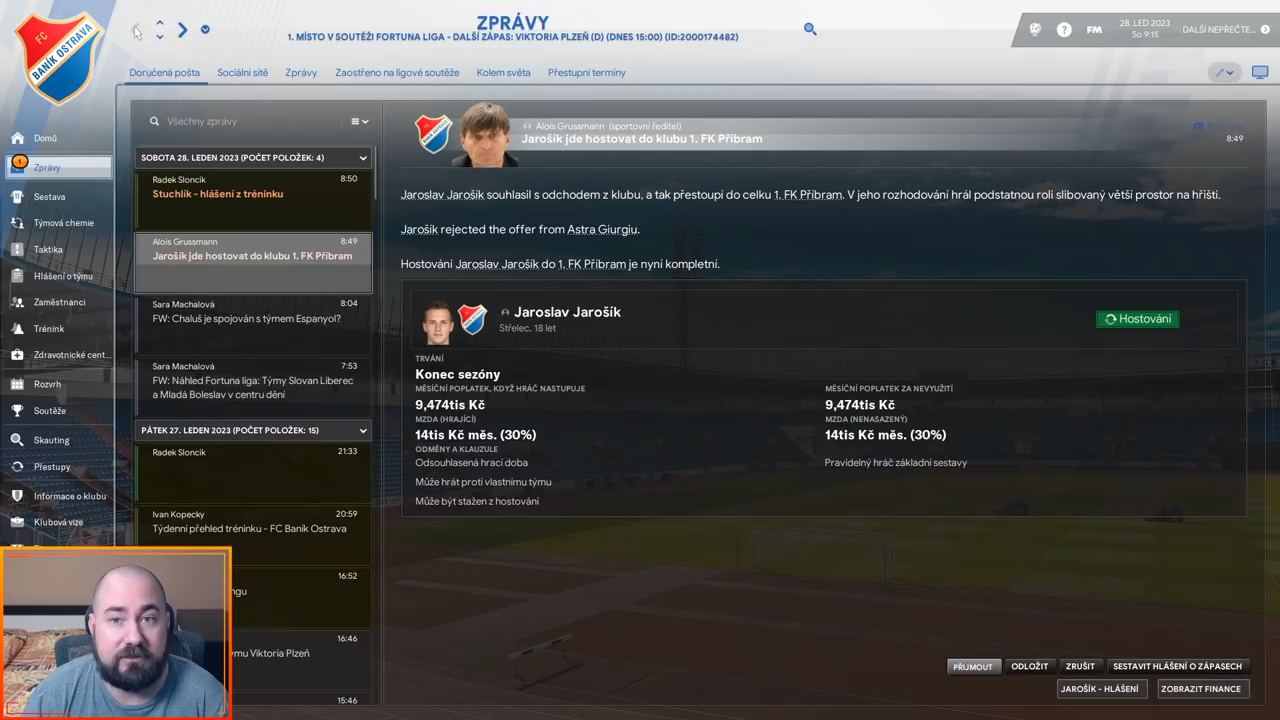 FC
BANÍK OSTRAVA
ZPRÁVY
1. MÍSTO V SOUTĚŽI FORTUNA LIGA - DALŠÍ ZÁPAS: VIKTORIA PLZEŇ (D) (DNES 15:00) (ID:2000174482)
FM
28. LED 2023
So 9:15
DALŠÍ NEPŘEČTE...
Doručená pošta
Sociální sítě
Zprávy
Zaostřeno na ligové soutěže
Kolem světa
Přestupní termíny
Domů
1
Zprávy
Sestava
Týmová chemie
Taktika
Hlášení o týmu
Zaměstnanci
Trénink
Zdravotnické cent...
Rozvrh
Soutěže
Skauting
Přestupy
Informace o klubu
Klubová vize
Všechny zprávy
SOBOTA 28. LEDEN 2023 (POČET POLOŽEK: 4)
Radek Sloncik 8:50
Stuchlík - hlášení z tréninku
Alois Grussmann 8:49
Jarošík jde hostovat do klubu 1. FK Příbram
Sara Machalová 8:04
FW: Chaluš je spojován s týmem Espanyol?
Sara Machalová 7:53
FW: Náhled Fortuna liga: Týmy Slovan Liberec
a Mladá Boleslav v centru dění
PÁTEK 27. LEDEN 2023 (POČET POLOŽEK: 15)
Radek Sloncik 21:33
Ivan Kopecky 20:59
Týdenní přehled tréninku - FC Baník Ostrava
16:52
ngu
16:46
ýmu Viktoria Plzeň
15:46
Alois Grussmann (sportovní ředitel)
Jarošík jde hostovat do klubu 1. FK Příbram
8:49
Jaroslav Jarošík souhlasil s odchodem z klubu, a tak přestoupí do celku 1. FK Příbram. V jeho rozhodování hrál podstatnou roli slibovaný větší prostor na hřišti.
Jarošík rejected the offer from Astra Giurgiu.
Hostování Jaroslav Jarošík do 1. FK Příbram je nyní kompletní.
Jaroslav Jarošík
Střelec, 18 let
Hostování
TRVÁNÍ
Konec sezóny
MĚSÍČNÍ POPLATEK, KDYŽ HRÁČ NASTUPUJE
MĚSÍČNÍ POPLATEK ZA NEVYUŽITÍ
9,474tis Kč
9,474tis Kč
MZDA (HRAJÍCÍ)
MZDA (NENASAZENÝ)
14tis Kč měs. (30%)
14tis Kč měs. (30%)
ODMĚNY A KLAUZULE
Odsouhlasená hrací doba
Pravidelný hráč základní sestavy
Může hrát proti vlastnímu týmu
Může být stažen z hostování
PŘIJMOUT
ODLOŽIT
ZRUŠIT
SESTAVIT HLÁŠENÍ O ZÁPASECH
JAROŠÍK - HLÁŠENÍ
ZOBRAZIT FINANCE